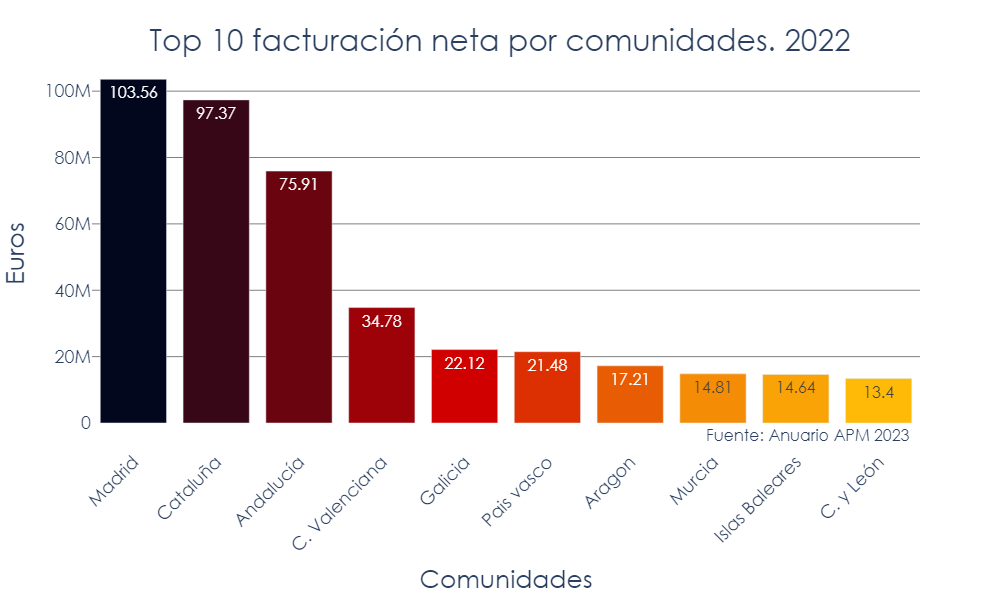 Top 10 facturación neta por comunidades. 2022
Euros
100M
80M
60M
40M
20M
0
103.56
97.37
75.91
34.78
22.12
21.48
17.21
14.81
14.64
13.4
Fuente: Anuario APM 2023
Madrid
Cataluña
Andalucía
C. Valenciana
Galicia
Pais vasco
Aragon
Murcia
Islas Baleares
C. y León
Comunidades